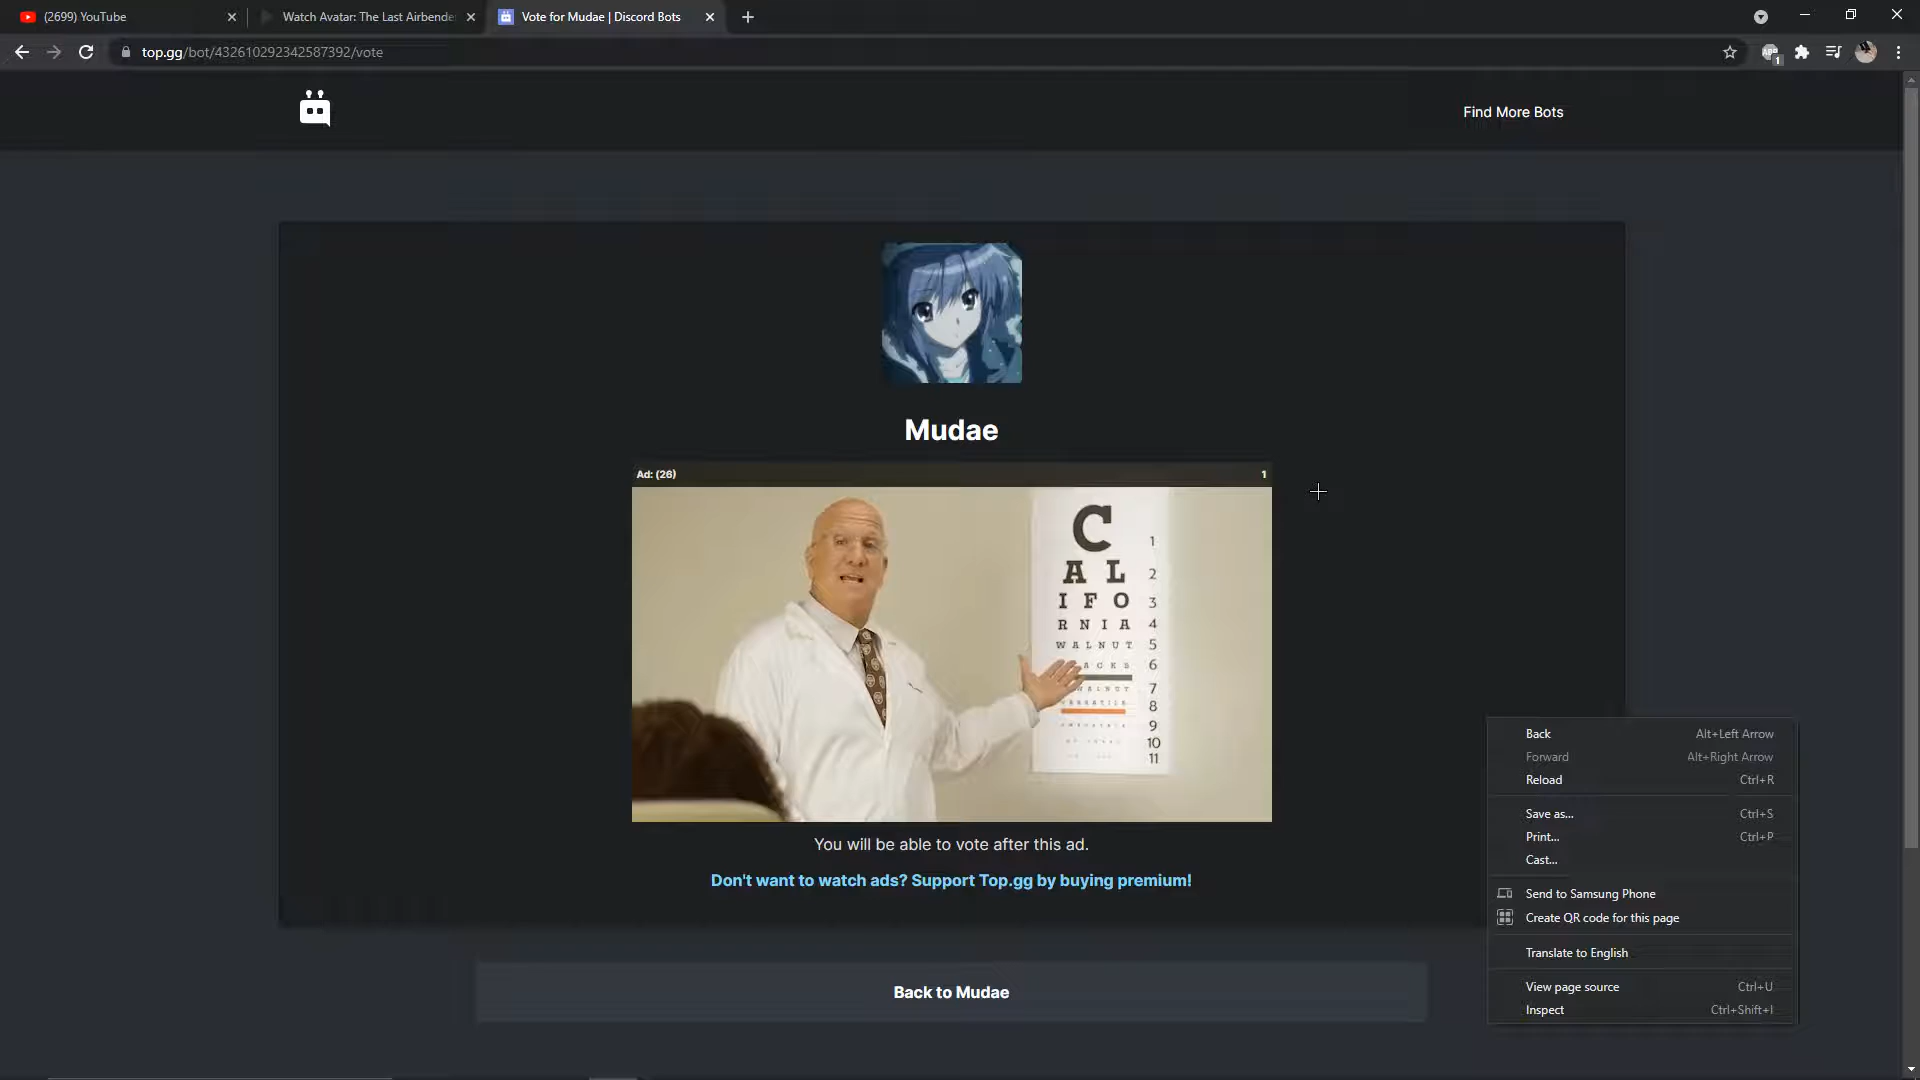 (2699) YouTube
Watch Avatar: The Last Airbende
Vote for Mudae | Discord Bots
top.gg/bot/432610292342587392/vote
ABP
1
Find More Bots
Mudae
Ad: (26)
1
C
1
A L
2
I F O
3
R N I A
4
W A L N U T
5
A C K S
6
W A L N U T
7
8
9
10
11
You will be able to vote after this ad.
Don't want to watch ads? Support Top.gg by buying premium!
Back to Mudae
Back Alt+Left Arrow
Forward Alt+Right Arrow
Reload Ctrl+R
Save as... Ctrl+S
Print... Ctrl+P
Cast...
Send to Samsung Phone
Create QR code for this page
Translate to English
View page source Ctrl+U
Inspect Ctrl+Shift+I